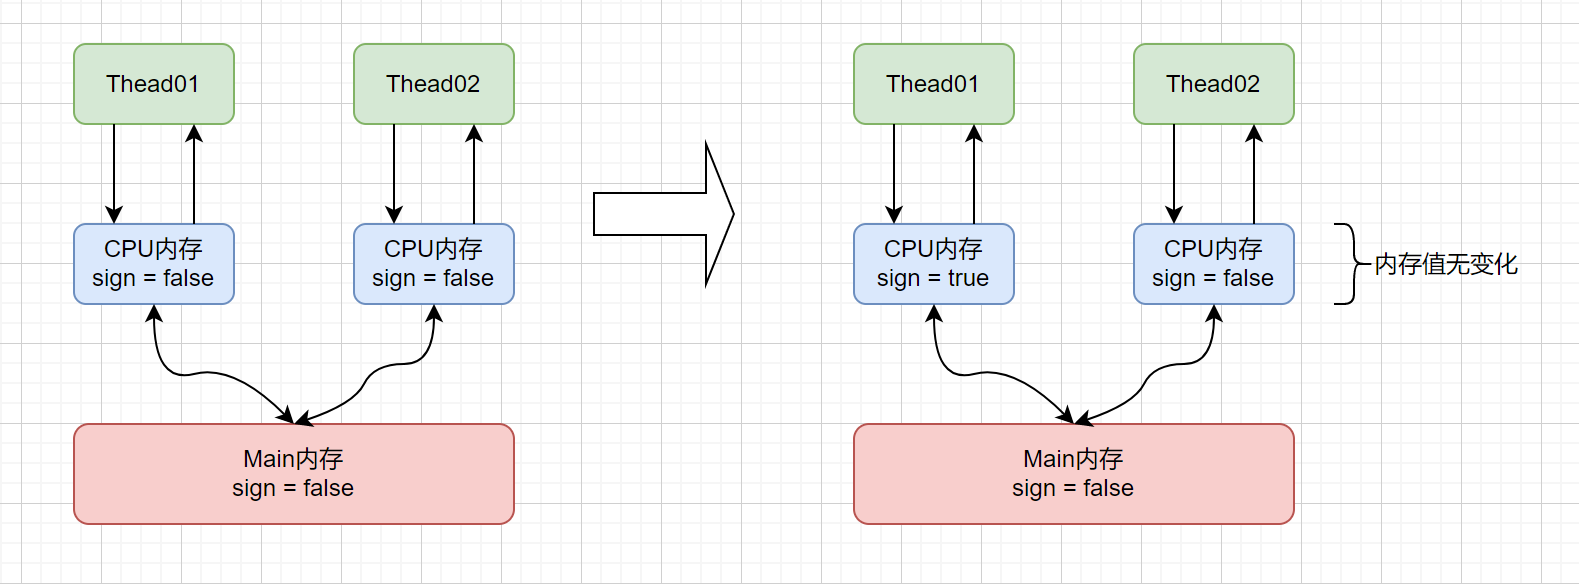 Thead01
Thead02
Thead01
Thead02
CPU内存
sign = false
CPU内存
sign = false
CPU内存
sign = true
CPU内存
sign = false
内存值无变化
Main内存
sign = false
Main内存
sign = false